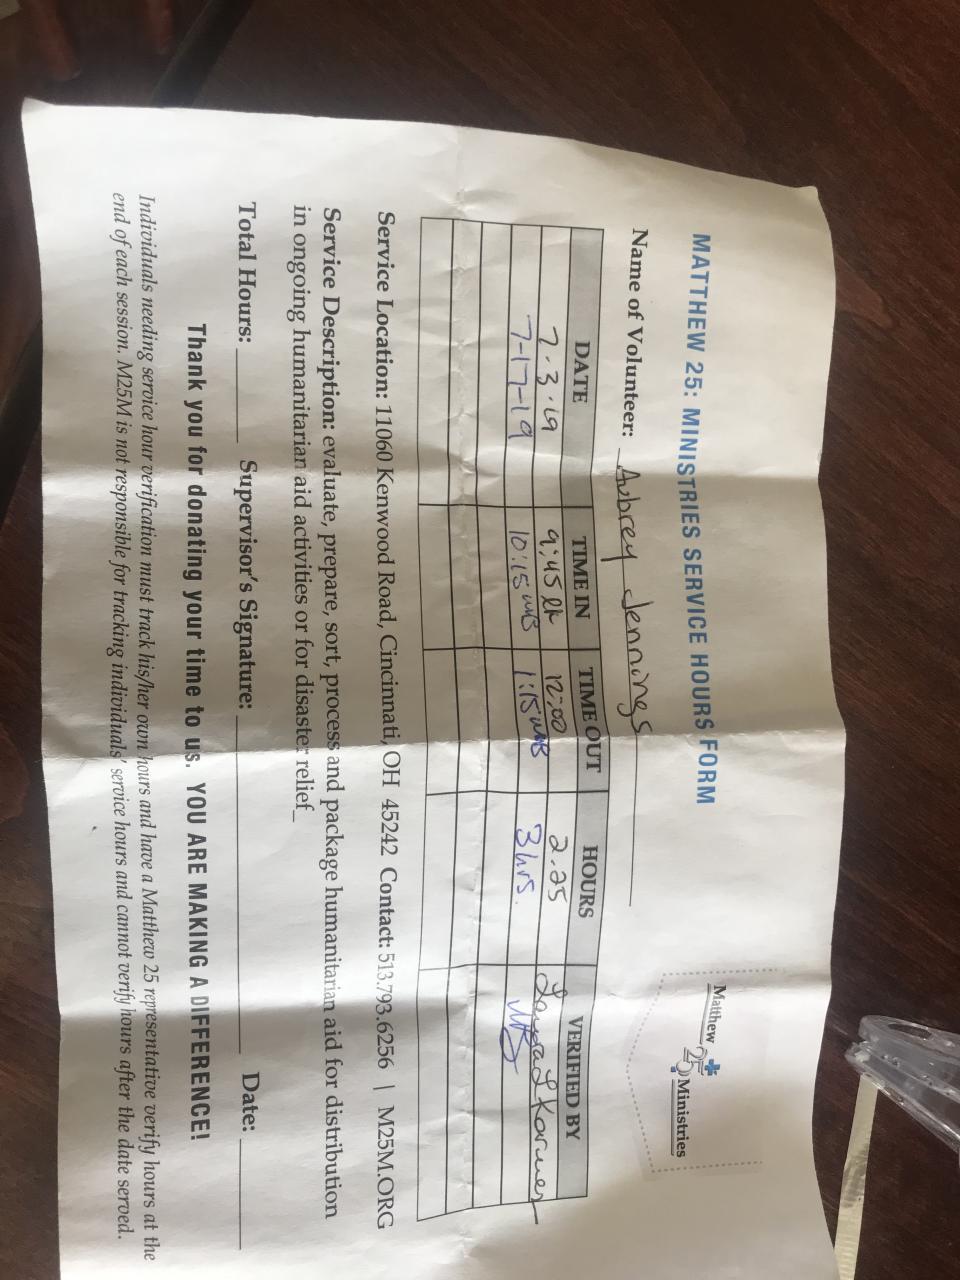 MATTHEW 25: MINISTRIES SERVICE HOURS FORM
Matthew 25 Ministries
Name of Volunteer: Aubrey Jennings
DATE TIME IN TIME OUT HOURS VERIFIED BY
7.3.19 9:45 12:00 2.25
7-17-19 10:15 1:15 3hrs.
Service Location: 11060 Kenwood Road, Cincinnati, OH 45242 Contact: 513.793.6256 | M25M.ORG
Service Description: evaluate, prepare, sort, process and package humanitarian aid for distribution
in ongoing humanitarian aid activities or for disaster relief_
Total Hours: Supervisor's Signature: Date:
Thank you for donating your time to us. YOU ARE MAKING A DIFFERENCE!
Individuals needing service hour verification must track his/her own hours and have a Matthew 25 representative verify hours at the
end of each session. M25M is not responsible for tracking individuals' service hours and cannot verify hours after the date served.